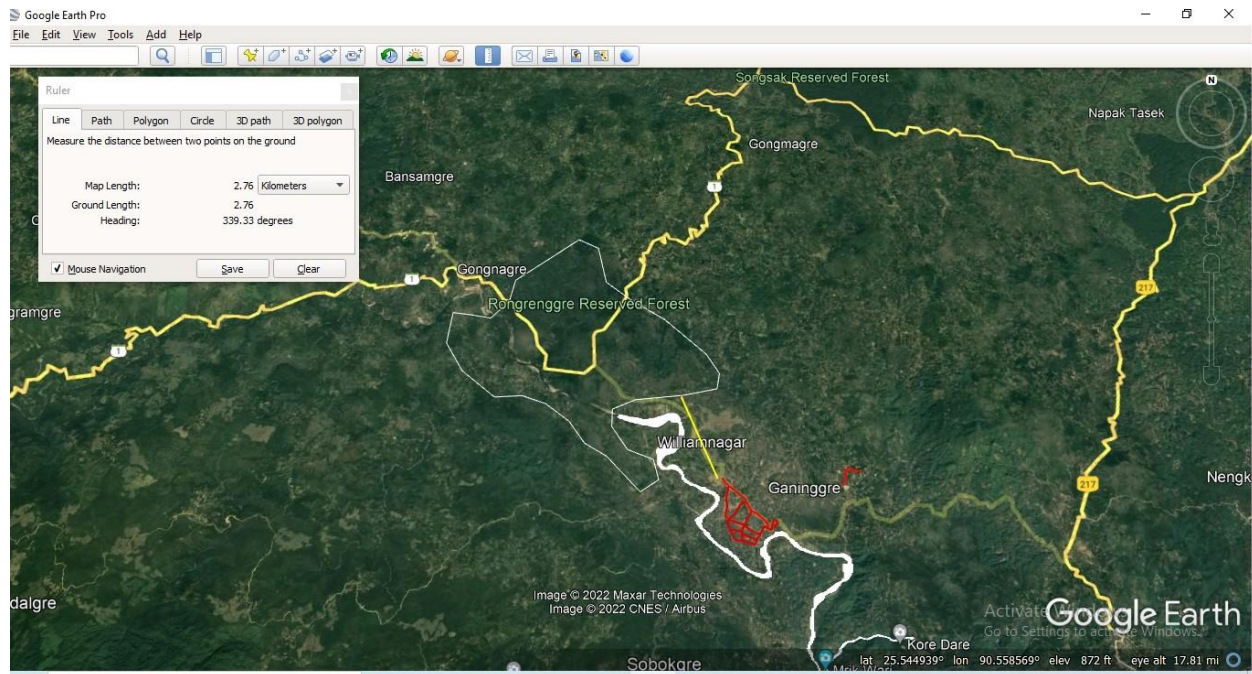 Google Earth Pro
File Edit View Tools Add Help
Ruler
Line Path Polygon Circle 3D path 3D polygon
Measure the distance between two points on the ground
Map Length: 2.76 Kilometers
Ground Length: 2.76
Heading: 339.33 degrees
Mouse Navigation Save Clear
Songsak Reserved Forest
N
Napak Tasek
Gongmagre
Bansamgre
1
Gongnagre
1
217
Rongrenggre Reserved Forest
gramgre
1
Williamnagar
Ganinggre
217
Nengk
Image © 2022 Maxar Technologies
Image © 2022 CNES / Airbus
dalgre
Google Earth
Go to Settings to activate Windows.
Kore Dare
Sobokgre
lat 25.544939° lon 90.558569° elev 872 ft eye alt 17.81 mi